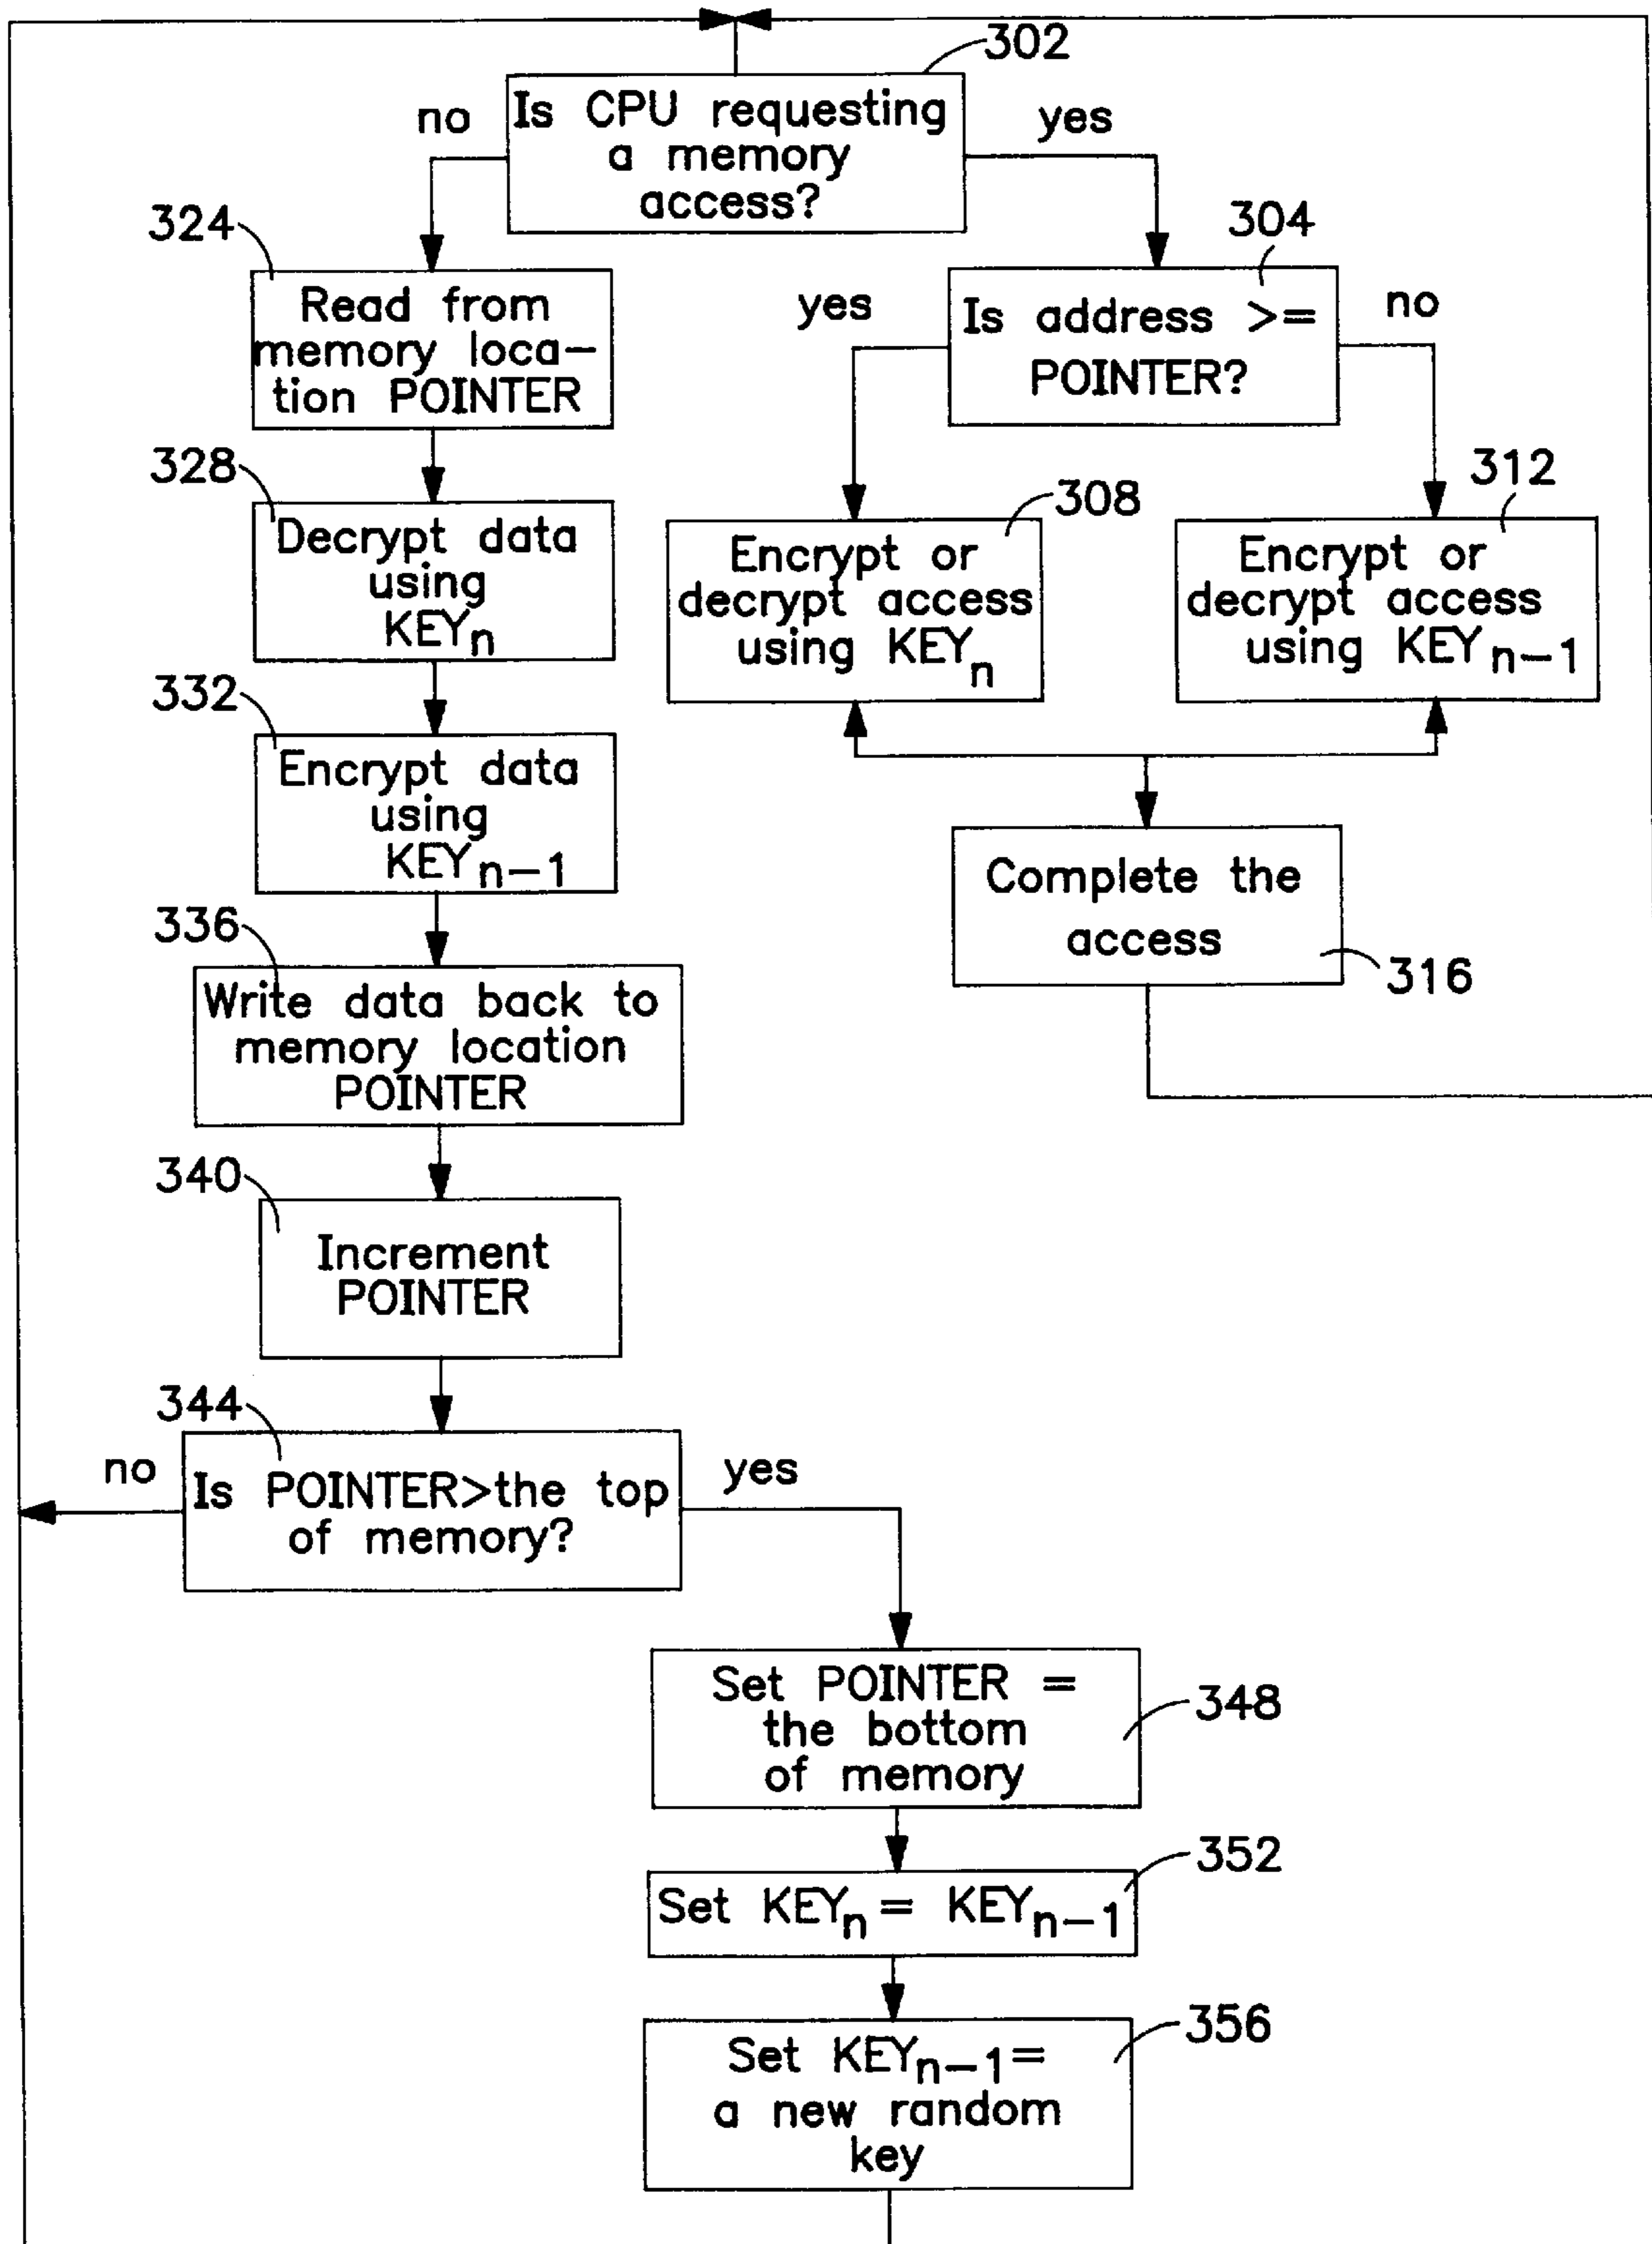 302
Is CPU requesting
a memory
access?
no
yes
324
Read from
memory loca-
tion POINTER
304
Is address >=
POINTER?
yes
no
328
Decrypt data
using
KEYn
308
Encrypt or
decrypt access
using KEYn
312
Encrypt or
decrypt access
using KEYn-1
332
Encrypt data
using
KEYn-1
Complete the
access
316
336
Write data back to
memory location
POINTER
340
Increment
POINTER
344
no
Is POINTER>the top
of memory?
yes
Set POINTER =
the bottom
of memory
348
352
Set KEYn = KEYn-1
356
Set KEYn-1=
a new random
key